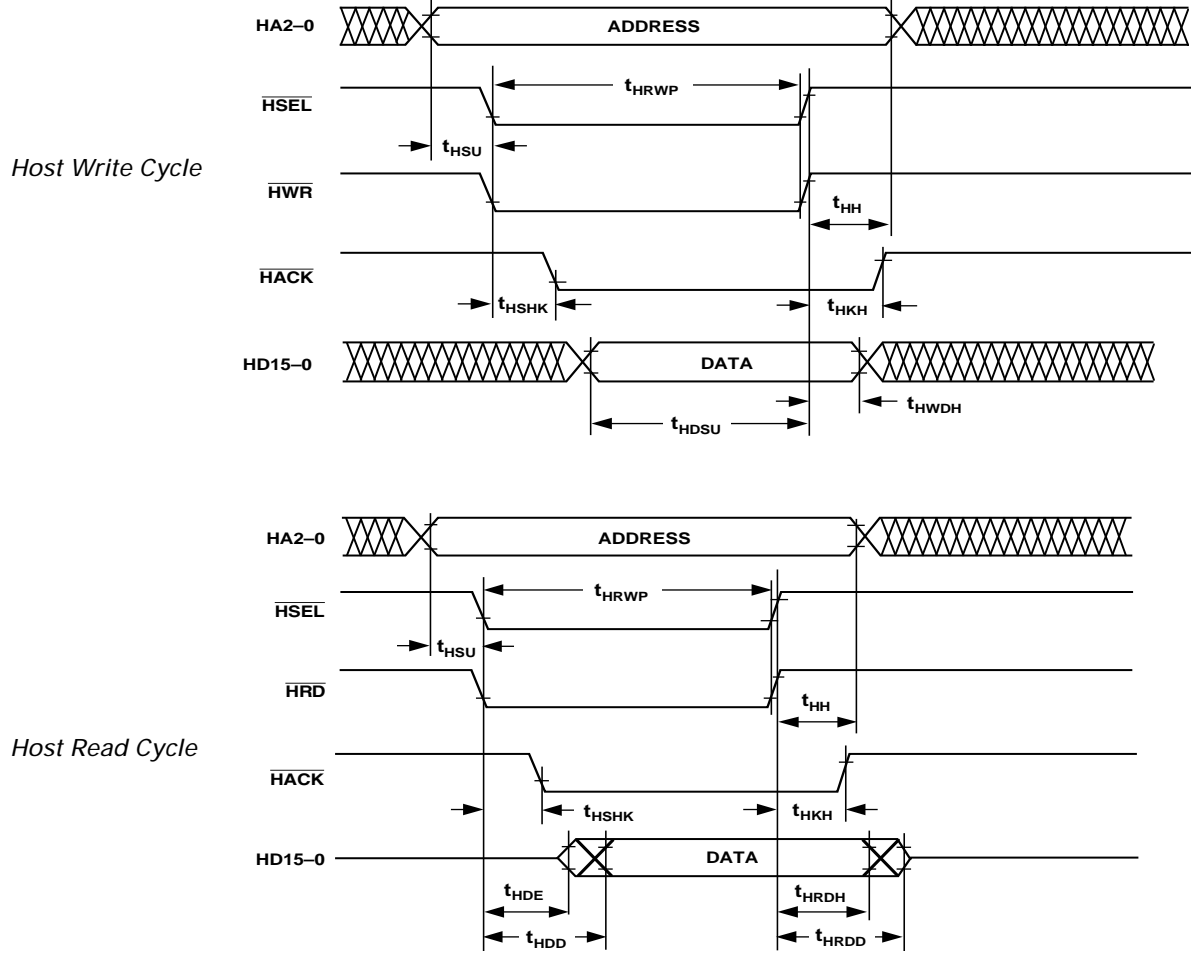 HA2–0
ADDRESS
tHRWP
HSEL
tHSU
Host Write Cycle
HWR
tHH
HACK
tHSHK
tHKH
HD15–0
DATA
tHWDH
tHDSU
HA2–0
ADDRESS
tHRWP
HSEL
tHSU
HRD
tHH
Host Read Cycle
HACK
tHSHK
tHKH
HD15–0
DATA
tHDE
tHRDH
tHDD
tHRDD